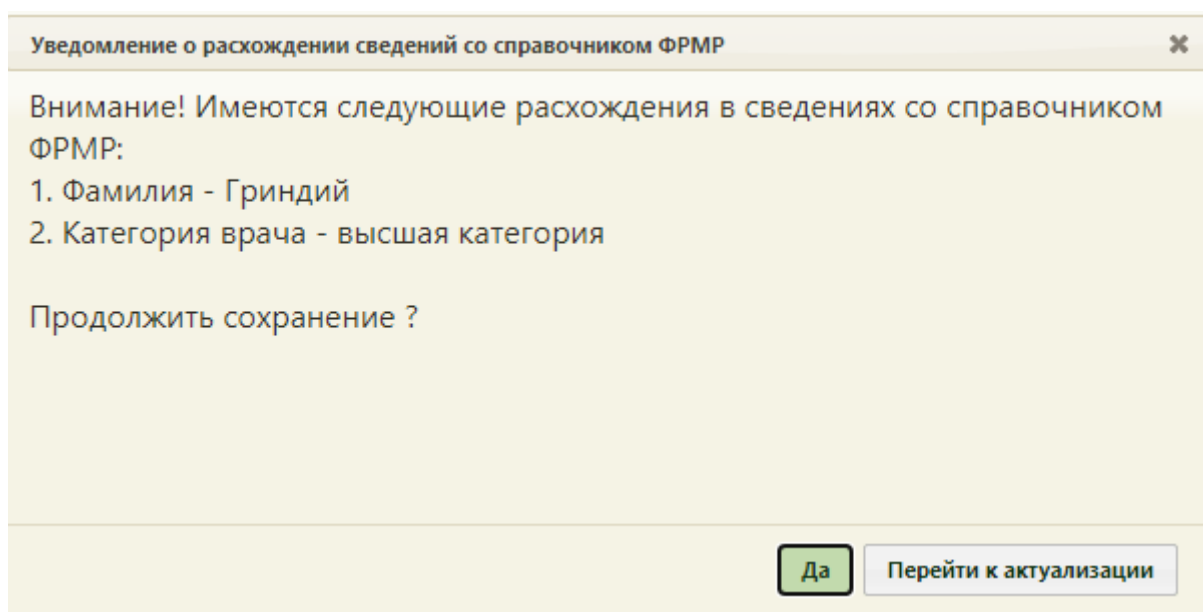 Уведомление о расхождении сведений со справочником ФРМР
Внимание! Имеются следующие расхождения в сведениях со справочником
ФРМР:
1. Фамилия - Гриндий
2. Категория врача - высшая категория
Продолжить сохранение ?
Да
Перейти к актуализации